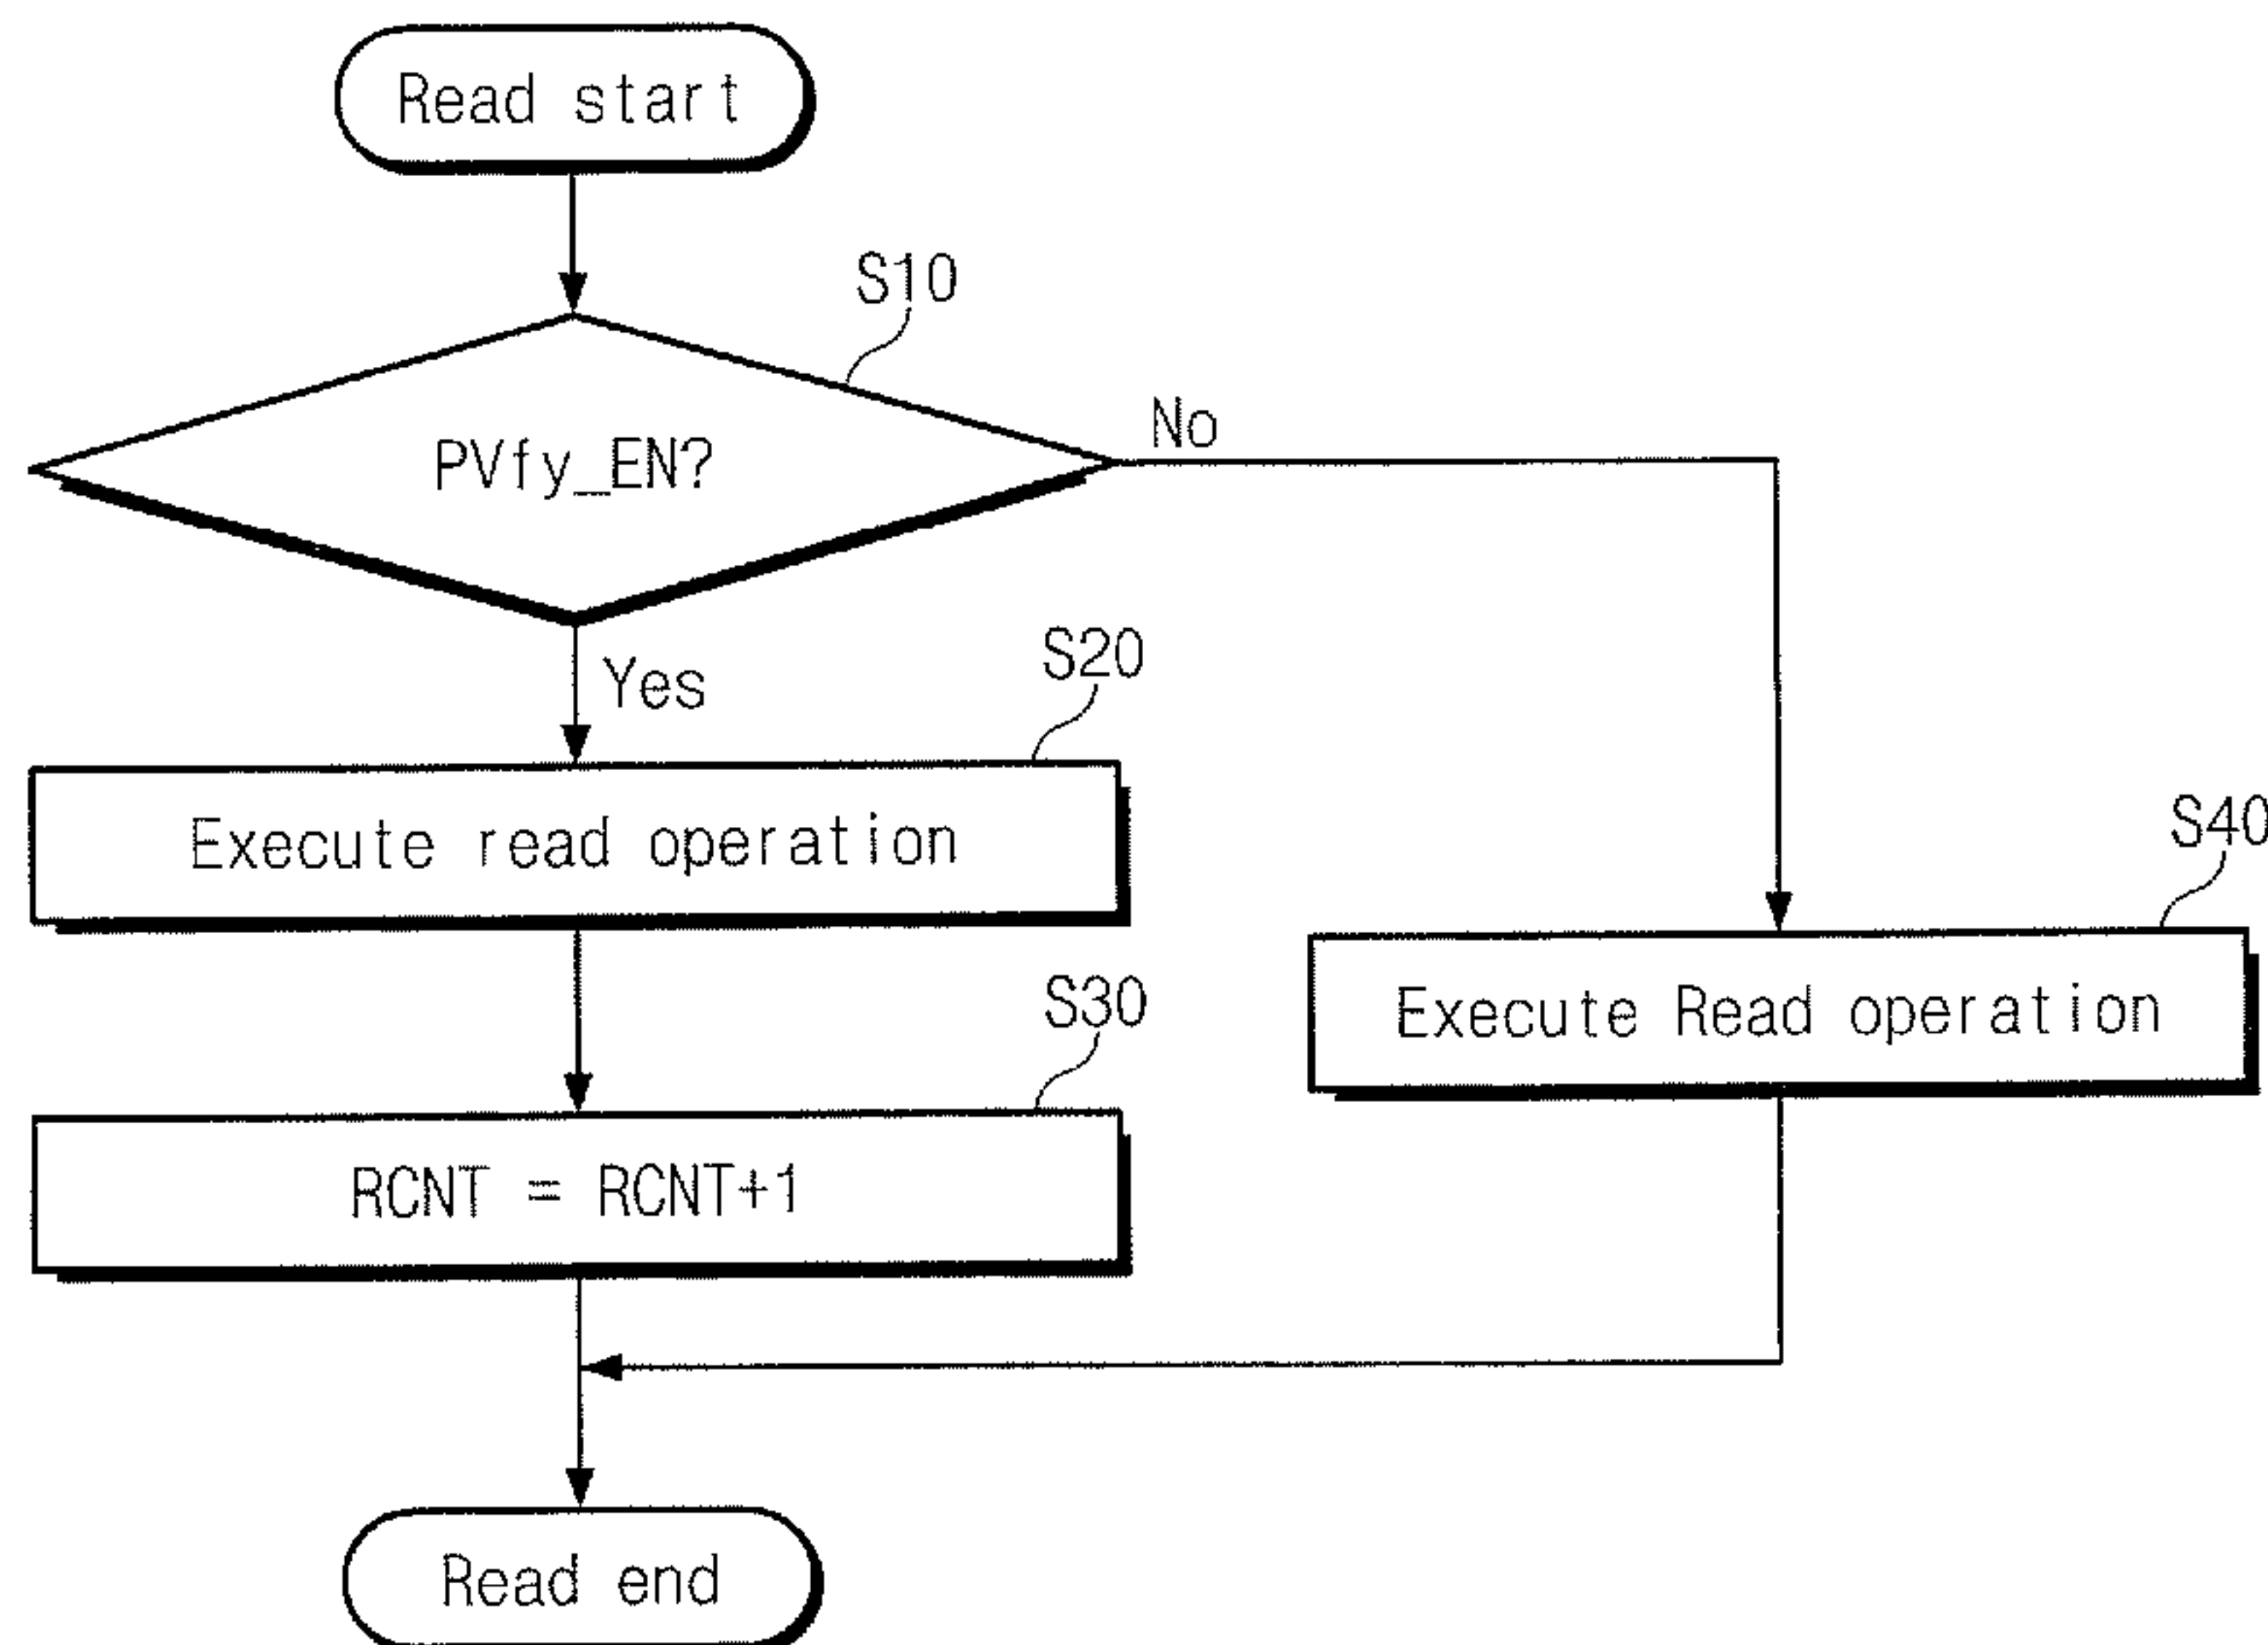 Read start
S10
PVfy_EN?
No
Yes
S20
Execute read operation
S40
Execute Read operation
S30
RCNT = RCNT+1
Read end